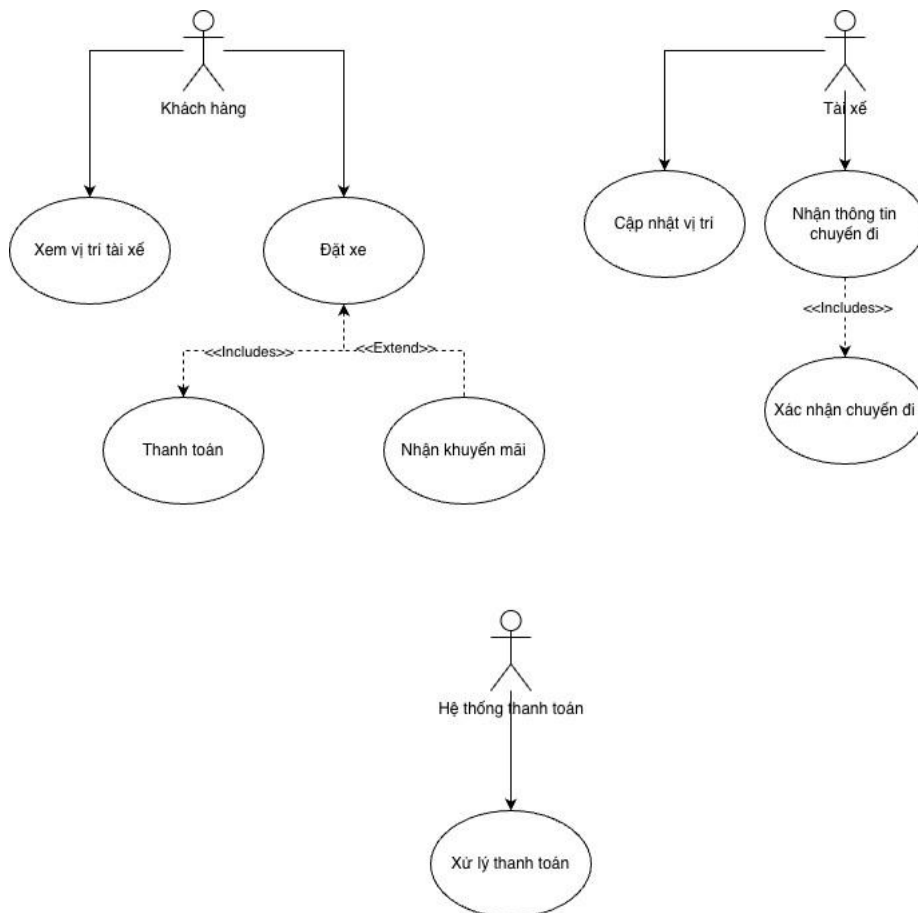 Khách hàng
Tài xế
Xem vị trí tài xế
Đặt xe
Cập nhật vị trí
Nhận thông tin
chuyến đi
<<Includes>>
<<Includes>>
<<Extend>>
Thanh toán
Nhận khuyến mãi
Xác nhận chuyến đi
Hệ thống thanh toán
Xử lý thanh toán